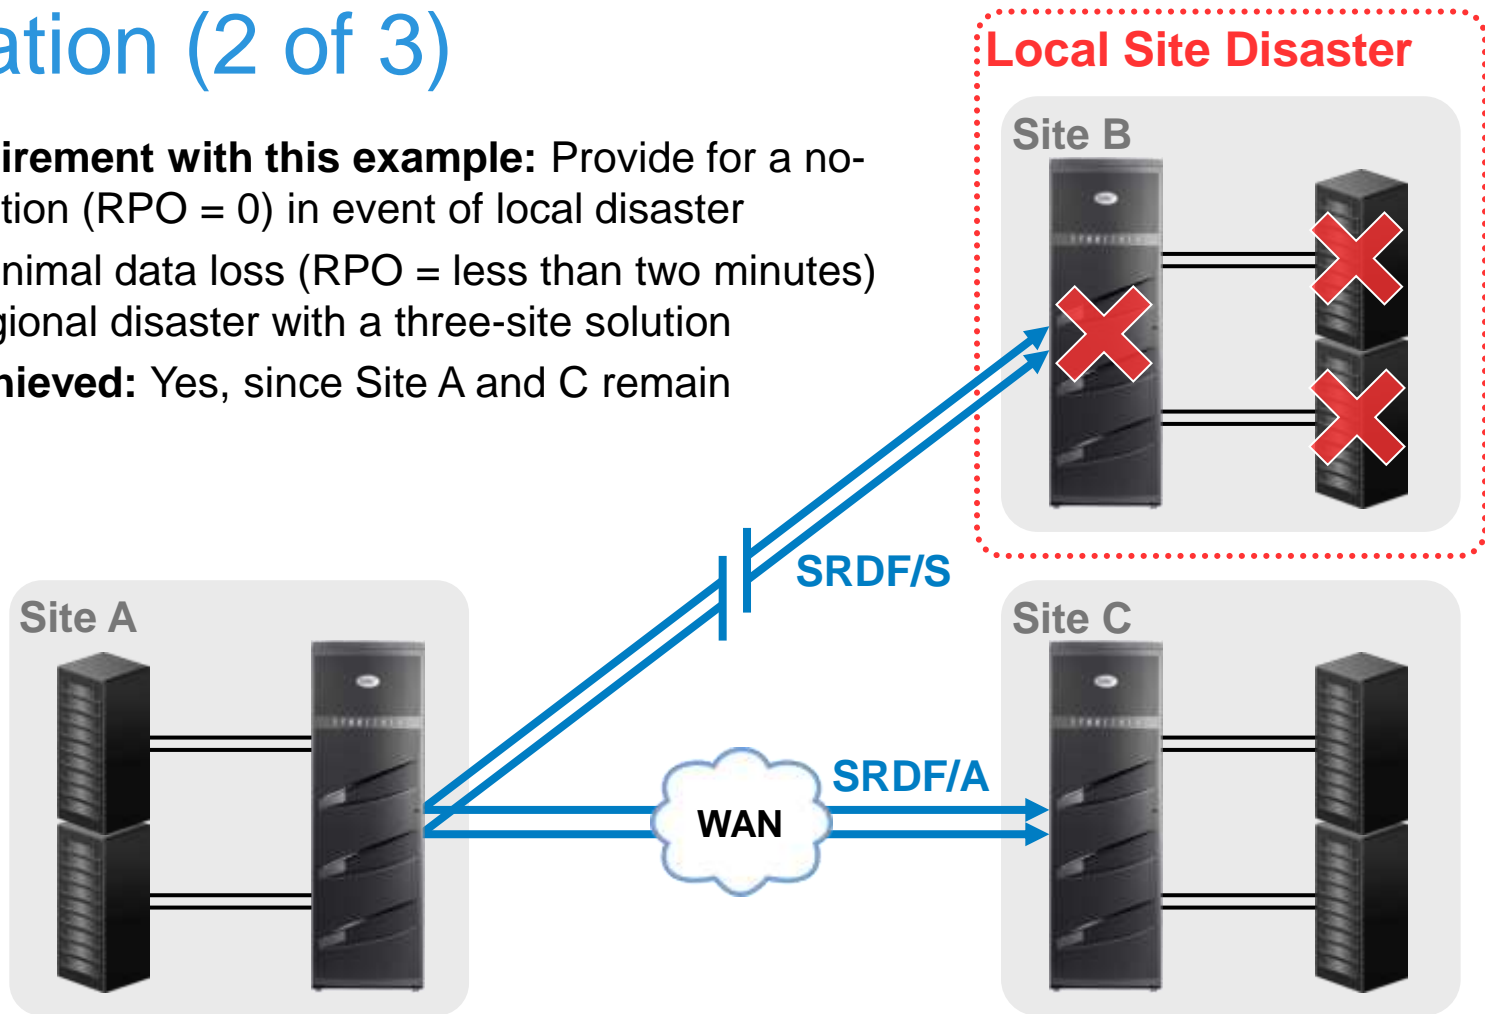 ation (2 of 3)
irement with this example: Provide for a no-
tion (RPO = 0) in event of local disaster
nimal data loss (RPO = less than two minutes)
gional disaster with a three-site solution
hieved: Yes, since Site A and C remain
Local Site Disaster
Site B
SRDF/S
Site A
Site C
SRDF/A
WAN